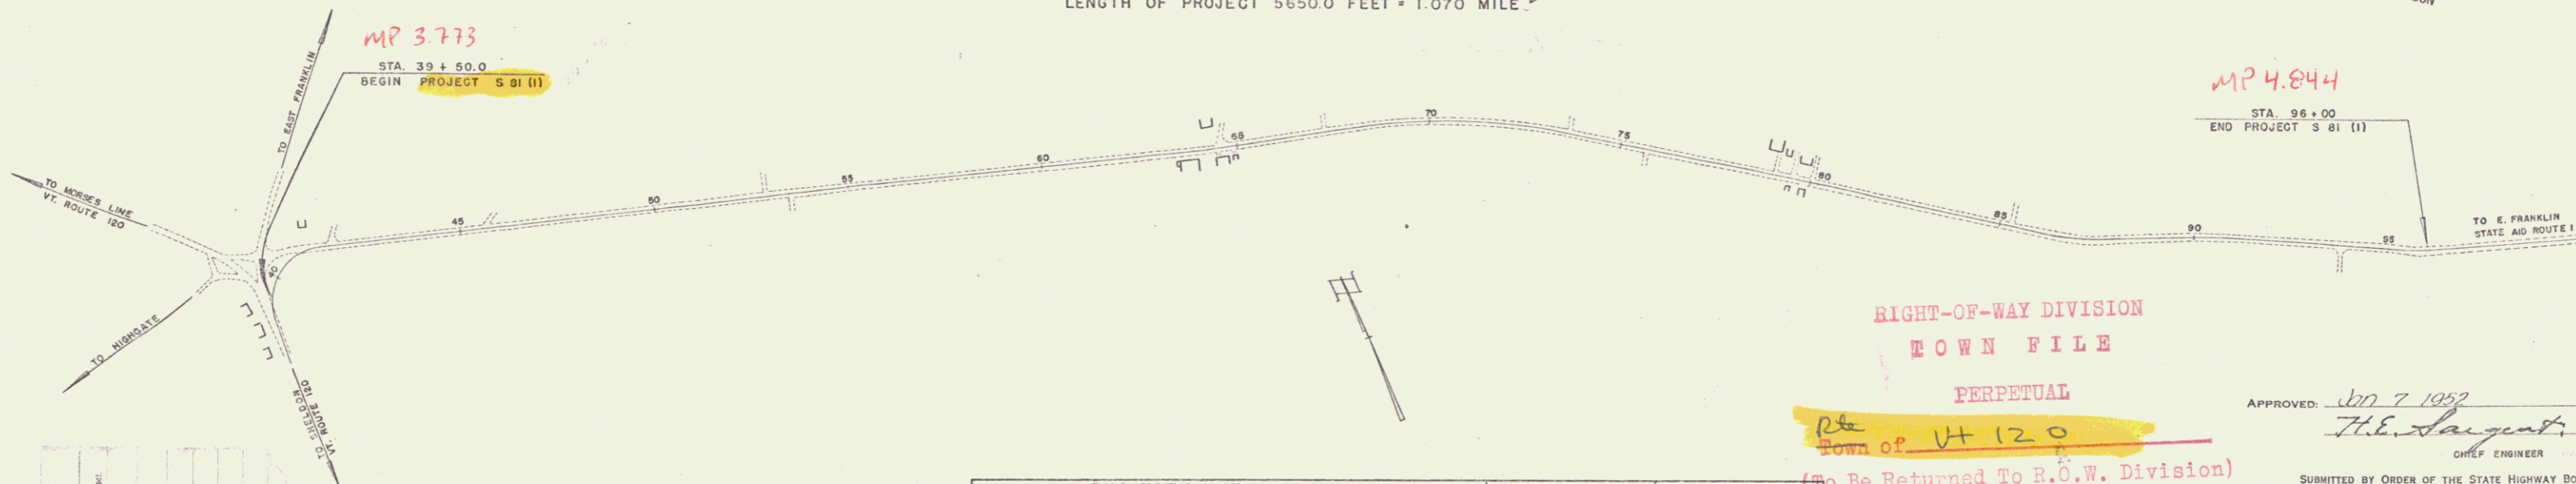 LENGTH OF PROJECT 5650.0 FEET = 1.070 MILE
MP 3.773
STA. 39 + 50.0
BEGIN PROJECT S 81 (1)
TO EAST FRANKLIN
TO MORSES LINE
VT. ROUTE 120
TO HIGHGATE
TO SHELDON
VT. ROUTE 120
40
45
50
55
60
65
70
75
80
85
90
95
MP 4.844
STA. 96 + 00
END PROJECT S 81 (1)
TO E. FRANKLIN
STATE AID ROUTE 1
RIGHT-OF-WAY DIVISION
TOWN FILE
PERPETUAL
Rte
Town of Vt 120
(To Be Returned To R.O.W. Division)
APPROVED: Jan 7 1952
H.E. Sargent.
CHIEF ENGINEER
SUBMITTED BY ORDER OF THE STATE HIGHWAY BO
MI.